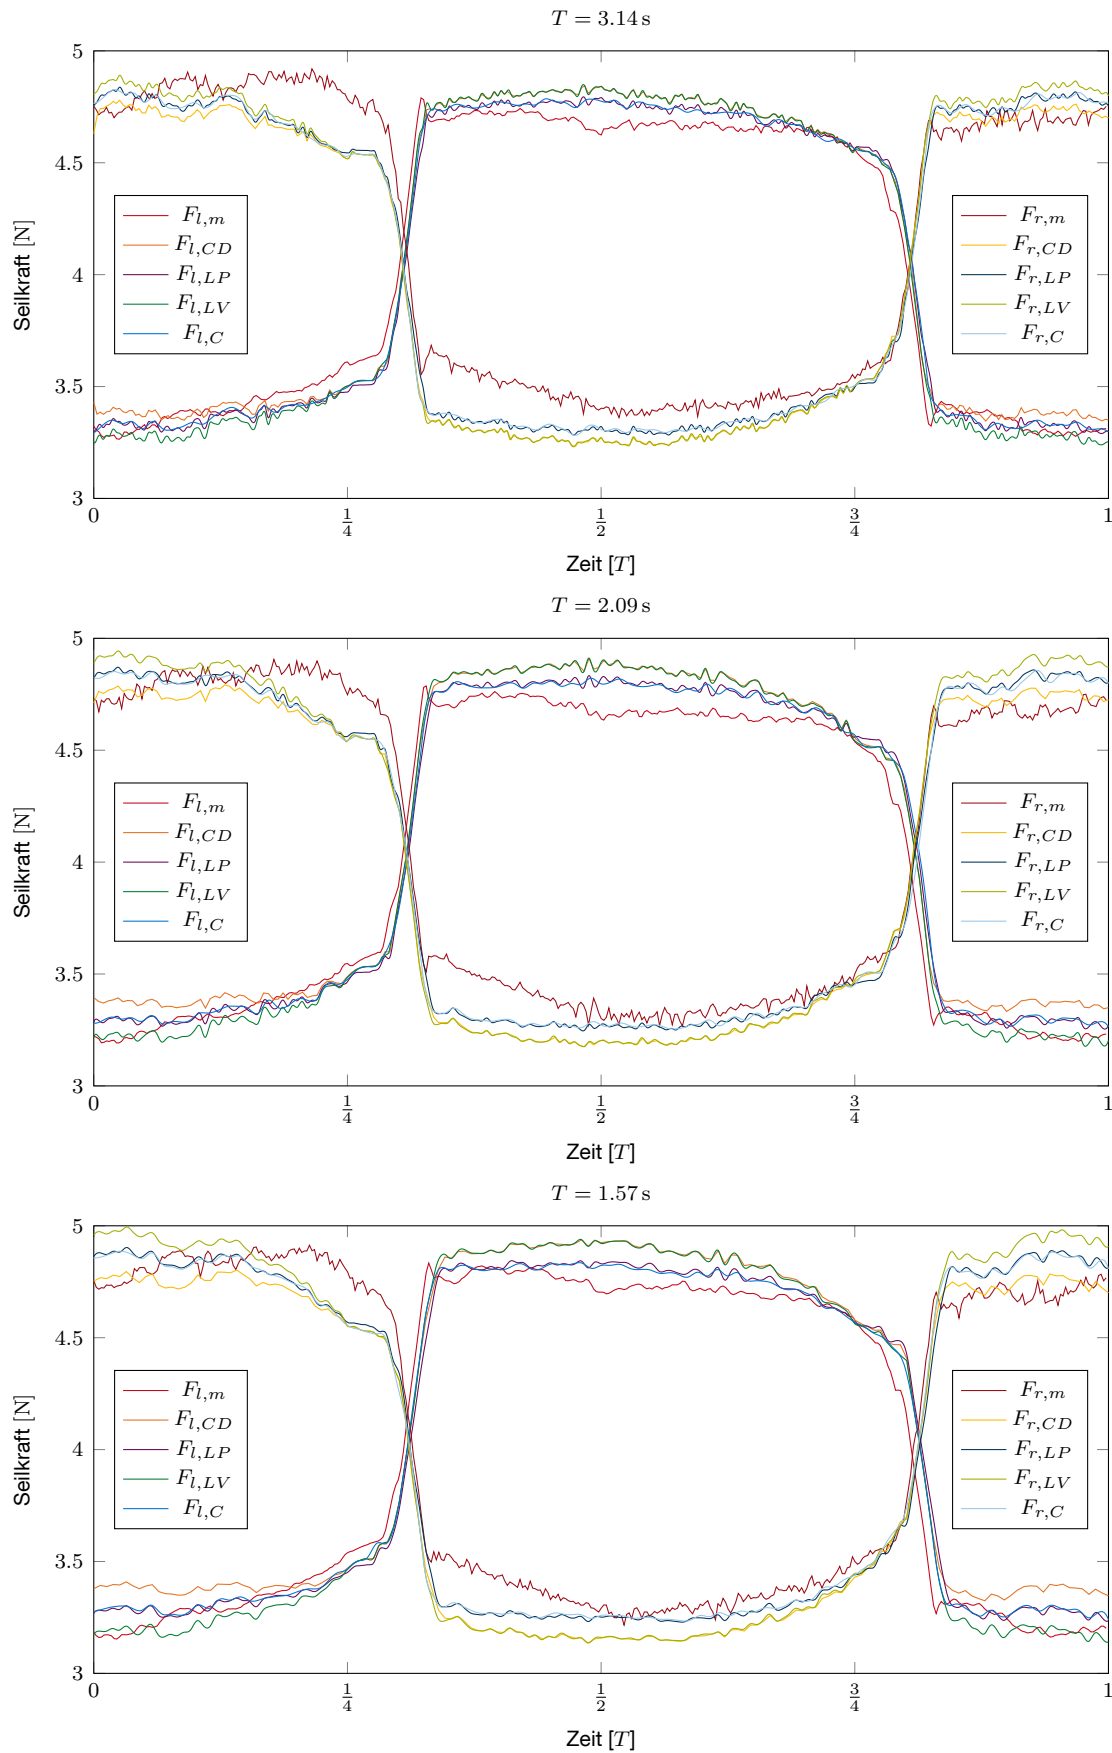 T = 3.14 s
5
4.5
4
3.5
3
Seilkraft [N]
F_{l,m}
F_{l,CD}
F_{l,LP}
F_{l,LV}
F_{l,C}
F_{r,m}
F_{r,CD}
F_{r,LP}
F_{r,LV}
F_{r,C}
0 1/4 1/2 3/4 1
Zeit [T]
T = 2.09 s
5
4.5
4
3.5
3
Seilkraft [N]
F_{l,m}
F_{l,CD}
F_{l,LP}
F_{l,LV}
F_{l,C}
F_{r,m}
F_{r,CD}
F_{r,LP}
F_{r,LV}
F_{r,C}
0 1/4 1/2 3/4 1
Zeit [T]
T = 1.57 s
5
4.5
4
3.5
3
Seilkraft [N]
F_{l,m}
F_{l,CD}
F_{l,LP}
F_{l,LV}
F_{l,C}
F_{r,m}
F_{r,CD}
F_{r,LP}
F_{r,LV}
F_{r,C}
0 1/4 1/2 3/4 1
Zeit [T]